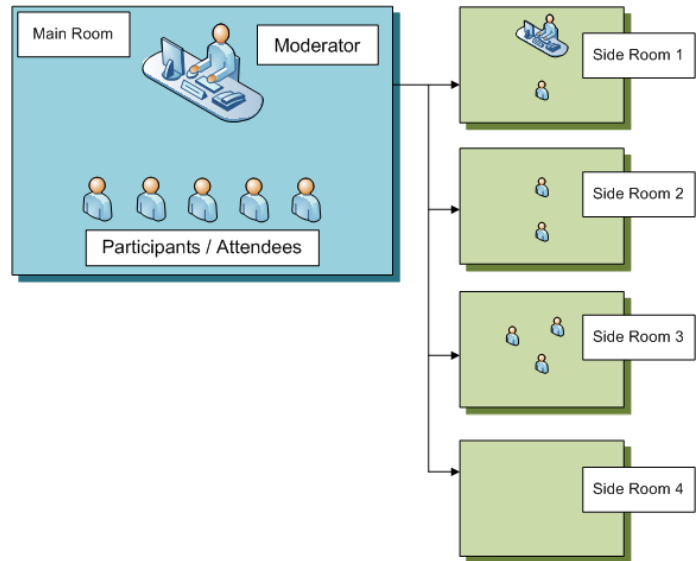 Main Room
Moderator
Participants / Attendees
Side Room 1
Side Room 2
Side Room 3
Side Room 4